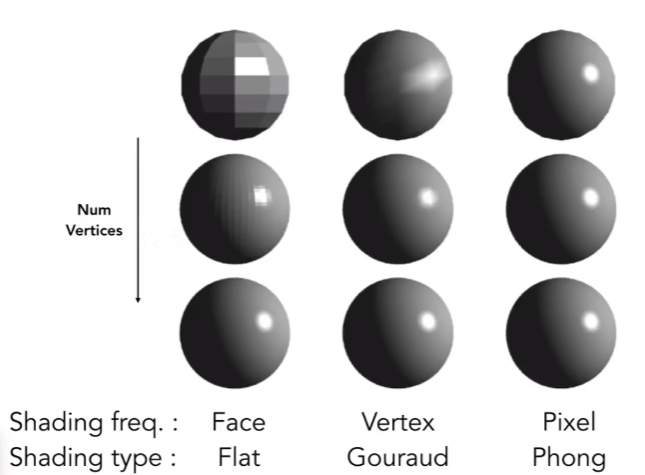 Num
Vertices
Shading freq. : Face Vertex Pixel
Shading type : Flat Gouraud Phong